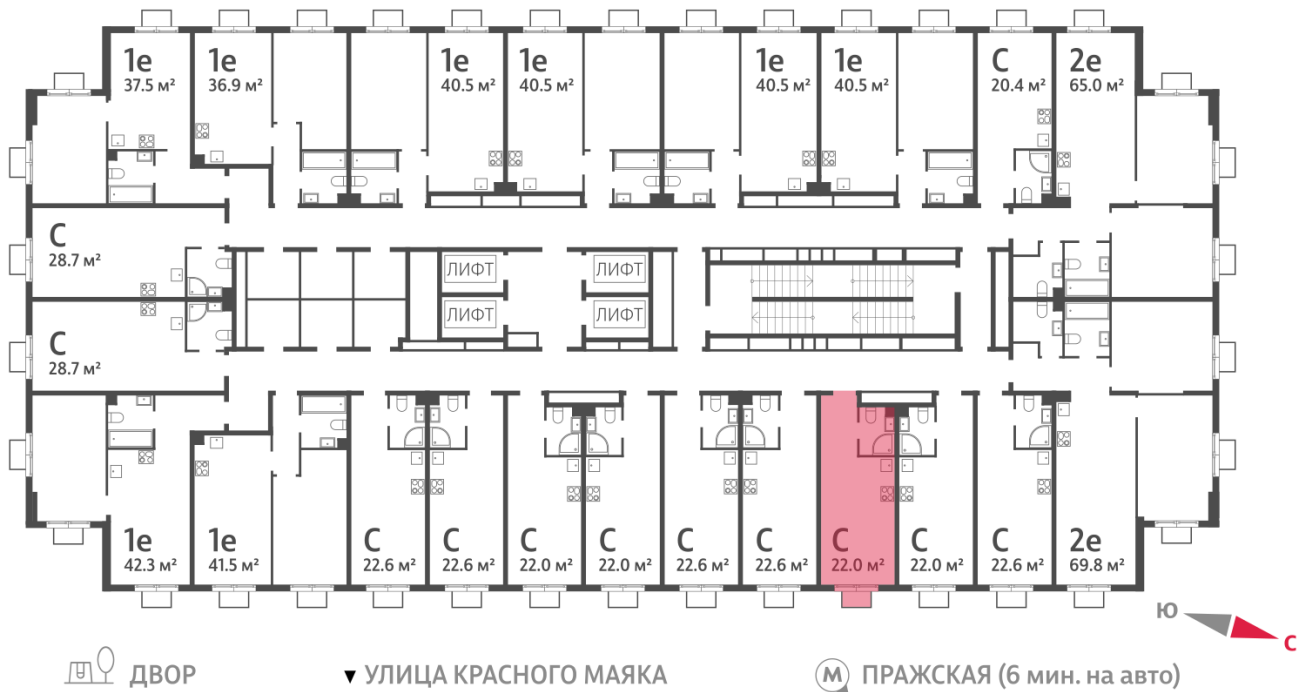 1е
37.5 м²
1е
36.9 м²
1е
40.5 м²
1е
40.5 м²
1е
40.5 м²
1е
40.5 м²
С
20.4 м²
2е
65.0 м²
С
28.7 м²
ЛИФТ
ЛИФТ
ЛИФТ
ЛИФТ
С
28.7 м²
1е
42.3 м²
1е
41.5 м²
С
22.6 м²
С
22.6 м²
С
22.0 м²
С
22.0 м²
С
22.6 м²
С
22.6 м²
С
22.0 м²
С
22.0 м²
С
22.6 м²
2е
69.8 м²
Ю
С
ДВОР
УЛИЦА КРАСНОГО МАЯКА
М
ПРАЖСКАЯ (6 мин. на авто)